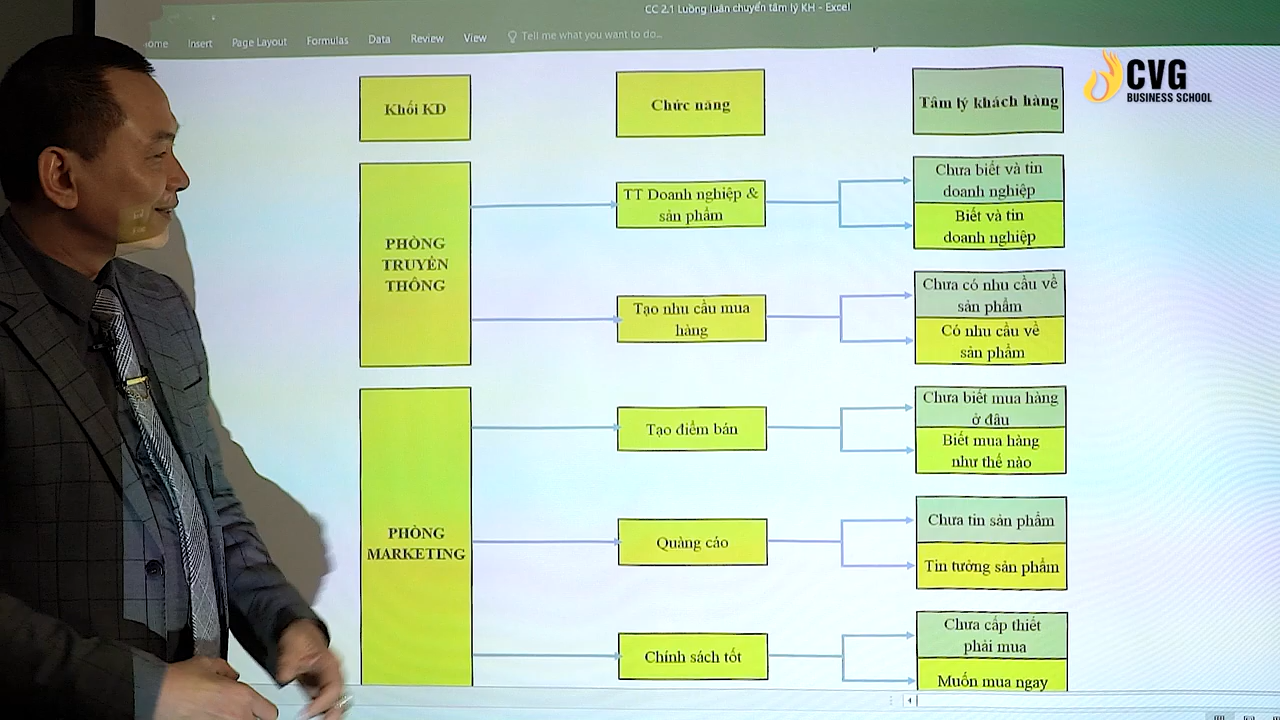 CC 2.1 Luồng luân chuyển tâm lý KH - Excel
ome Insert Page Layout Formulas Data Review View Tell me what you want to do...
CVG
BUSINESS SCHOOL
Khối KD
Chức năng
Tâm lý khách hàng
PHÒNG
TRUYỀN
THÔNG
TT Doanh nghiệp &
sản phẩm
Chưa biết và tin
doanh nghiệp
Biết và tin
doanh nghiệp
Tạo nhu cầu mua
hàng
Chưa có nhu cầu về
sản phẩm
Có nhu cầu về
sản phẩm
PHÒNG
MARKETING
Tạo điểm bán
Chưa biết mua hàng
ở đâu
Biết mua hàng
như thế nào
Quảng cáo
Chưa tin sản phẩm
Tin tưởng sản phẩm
Chính sách tốt
Chưa cấp thiết
phải mua
Muốn mua ngay